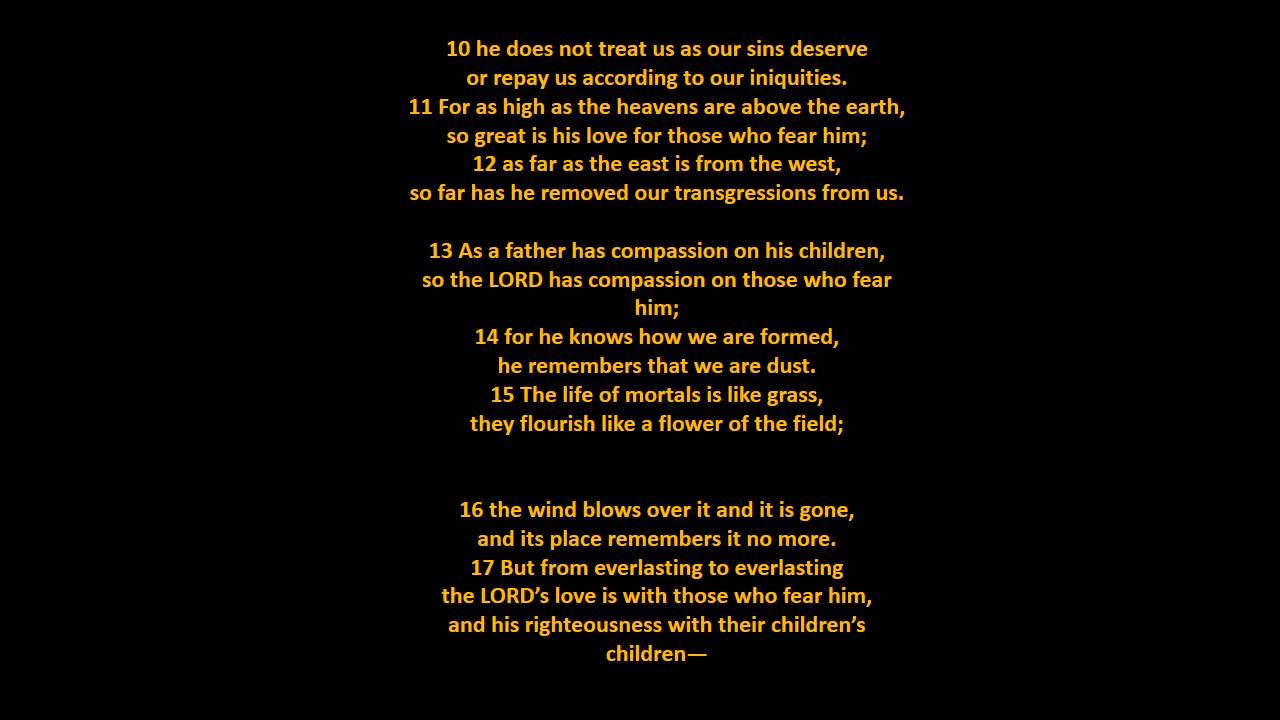 10 he does not treat us as our sins deserve
or repay us according to our iniquities.
11 For as high as the heavens are above the earth,
so great is his love for those who fear him;
12 as far as the east is from the west,
so far has he removed our transgressions from us.
13 As a father has compassion on his children,
so the LORD has compassion on those who fear
him;
14 for he knows how we are formed,
he remembers that we are dust.
15 The life of mortals is like grass,
they flourish like a flower of the field;
16 the wind blows over it and it is gone,
and its place remembers it no more.
17 But from everlasting to everlasting
the LORD’s love is with those who fear him,
and his righteousness with their children’s
children—